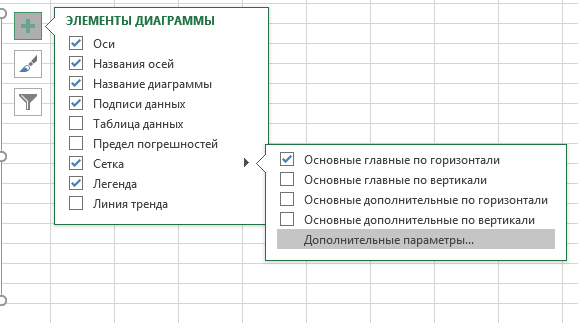 ЭЛЕМЕНТЫ ДИАГРАММЫ
Оси
Названия осей
Название диаграммы
Подписи данных
Таблица данных
Предел погрешностей
Сетка
Легенда
Линия тренда
Основные главные по горизонтали
Основные главные по вертикали
Основные дополнительные по горизонтали
Основные дополнительные по вертикали
Дополнительные параметры...